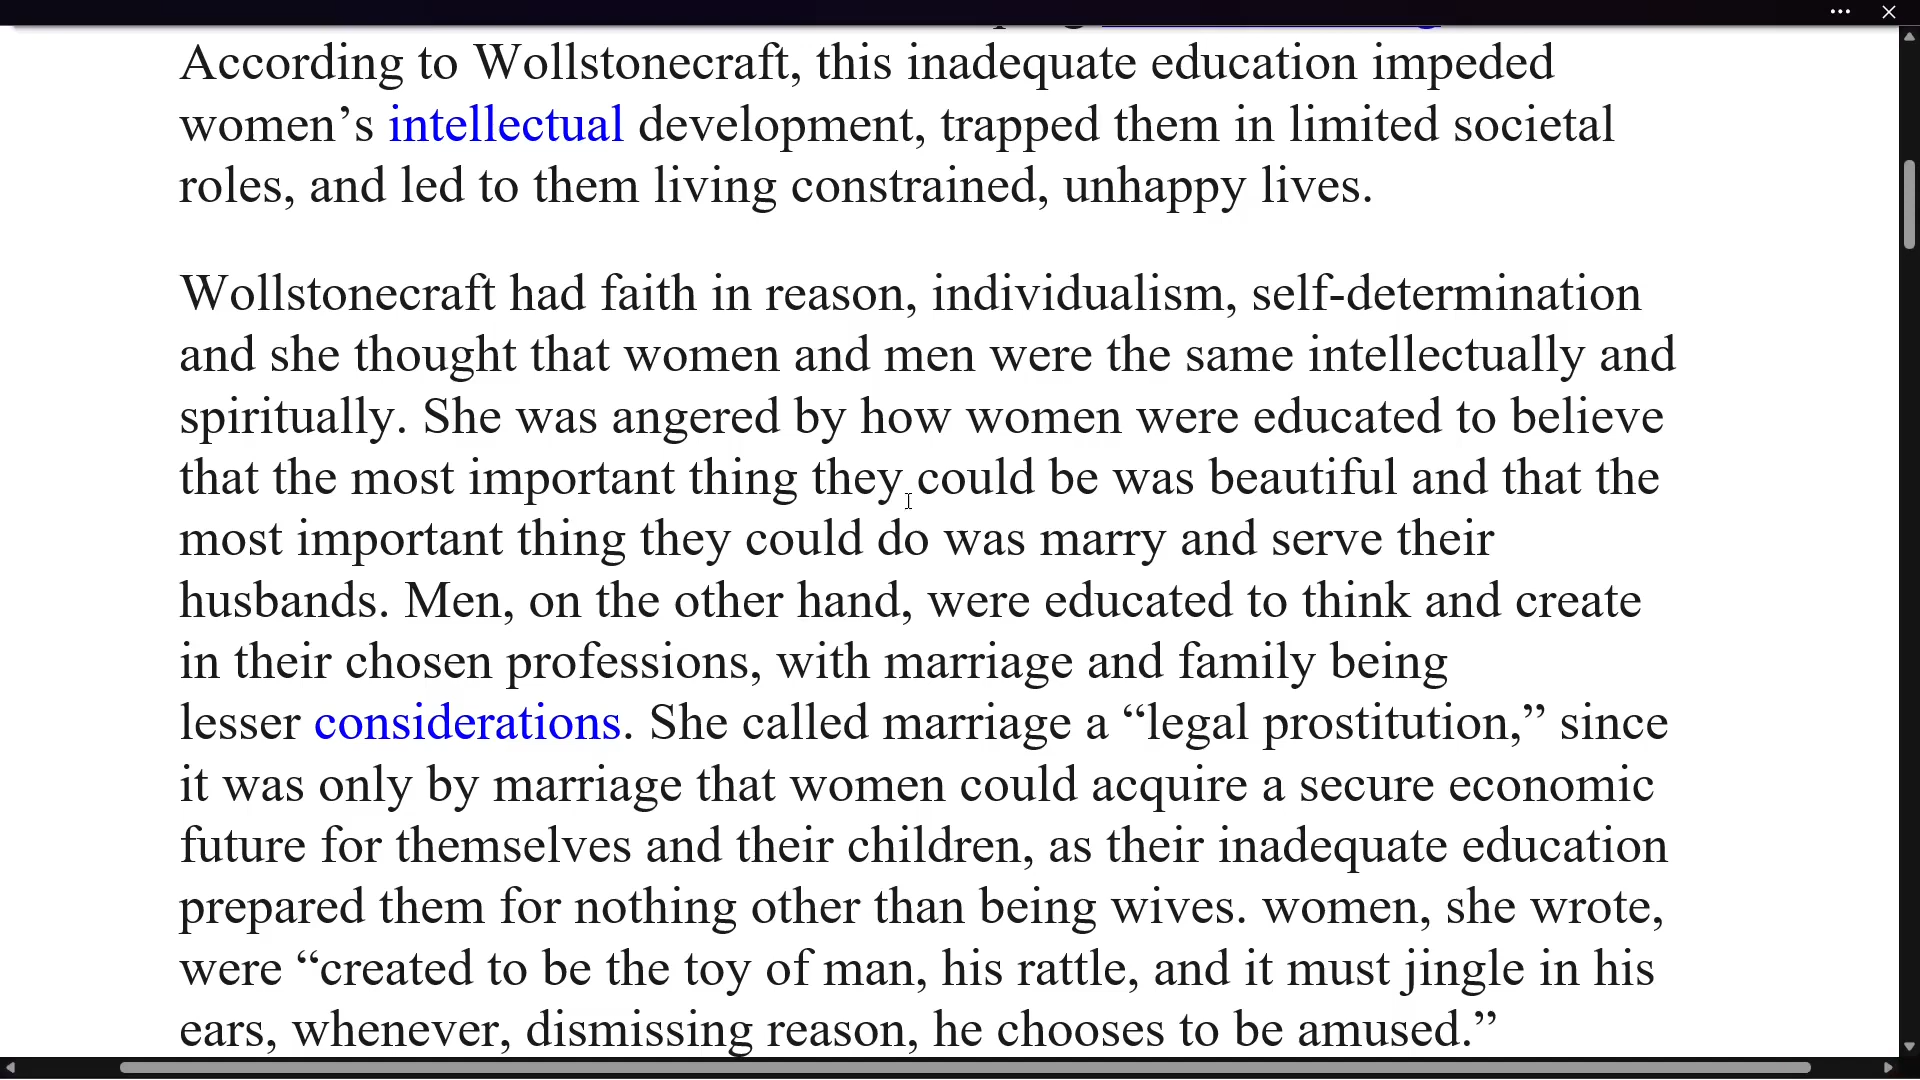 According to Wollstonecraft, this inadequate education impeded
women’s intellectual development, trapped them in limited societal
roles, and led to them living constrained, unhappy lives.
Wollstonecraft had faith in reason, individualism, self-determination
and she thought that women and men were the same intellectually and
spiritually. She was angered by how women were educated to believe
that the most important thing they could be was beautiful and that the
most important thing they could do was marry and serve their
husbands. Men, on the other hand, were educated to think and create
in their chosen professions, with marriage and family being
lesser considerations. She called marriage a “legal prostitution,” since
it was only by marriage that women could acquire a secure economic
future for themselves and their children, as their inadequate education
prepared them for nothing other than being wives. women, she wrote,
were “created to be the toy of man, his rattle, and it must jingle in his
ears, whenever, dismissing reason, he chooses to be amused.”